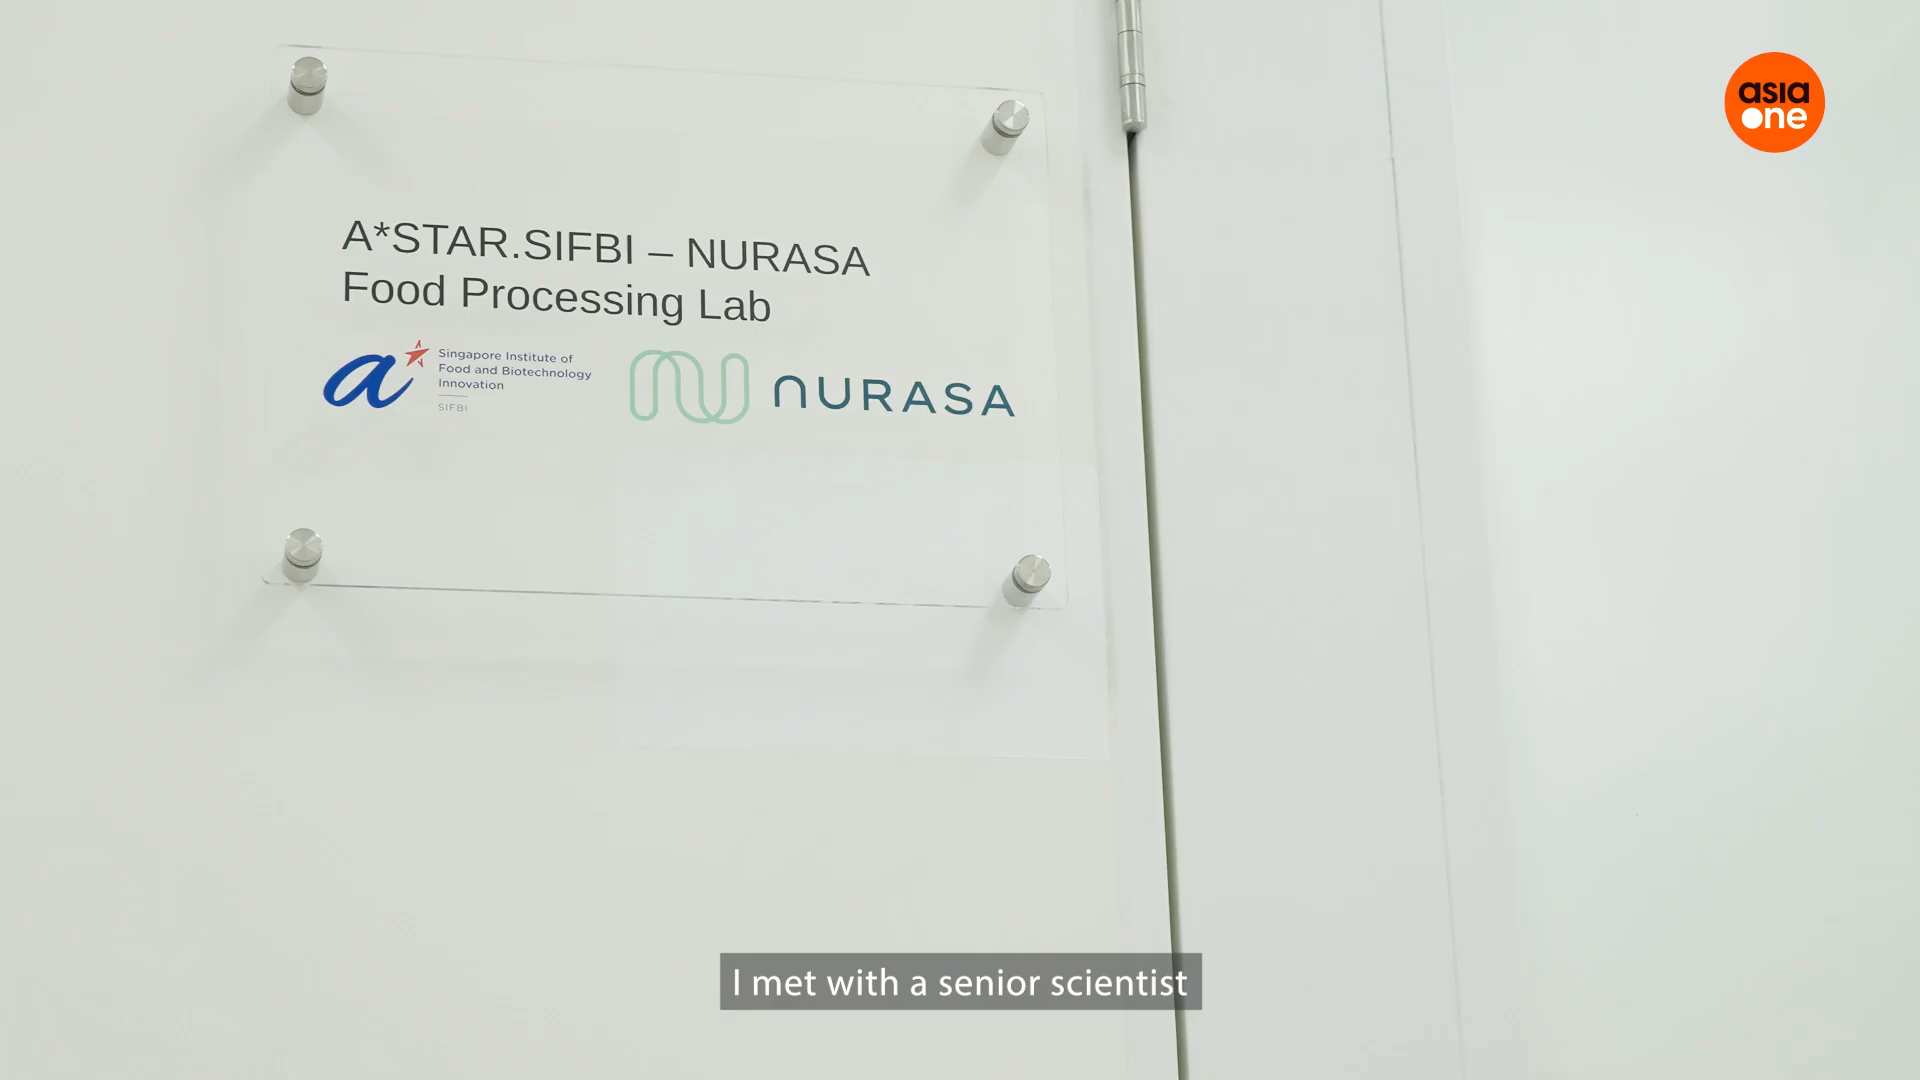 asia
one
A*STAR.SIFBI – NURASA
Food Processing Lab
a
Singapore Institute of
Food and Biotechnology
Innovation
SIFBI
NURASA
I met with a senior scientist